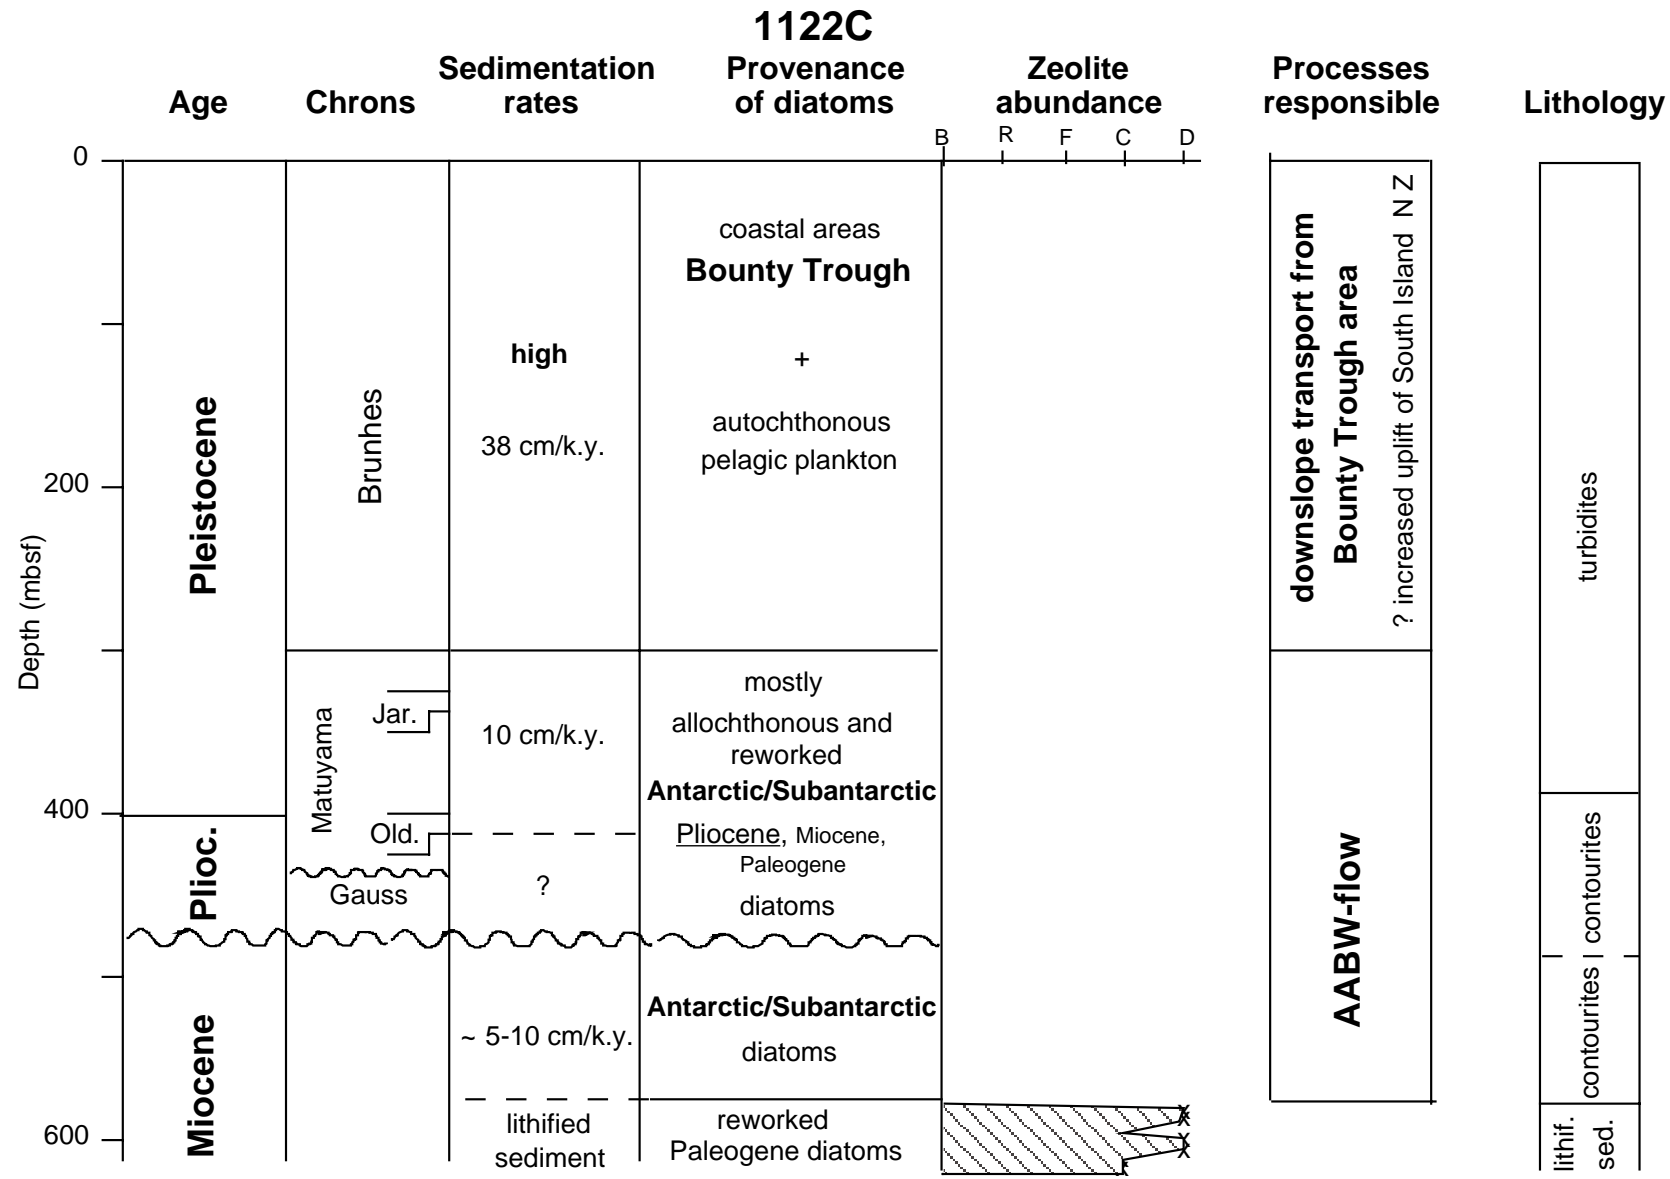 1122C
Age
Chrons
Sedimentation
rates
Provenance
of diatoms
Zeolite
abundance
Processes
responsible
Lithology
B R F C D
Depth (mbsf)
0
200
400
600
Pleistocene
Plioc.
Miocene
Brunhes
Matuyama
Jar.
Old.
Gauss
high
38 cm/k.y.
10 cm/k.y.
?
~ 5-10 cm/k.y.
lithified
sediment
coastal areas
Bounty Trough
+
autochthonous
pelagic plankton
mostly
allochthonous and
reworked
Antarctic/Subantarctic
Pliocene, Miocene,
Paleogene
diatoms
Antarctic/Subantarctic
diatoms
reworked
Paleogene diatoms
x
x
x
x
x
x
downslope transport from
Bounty Trough area
? increased uplift of South Island N Z
AABW-flow
turbidites
contourites
contourites
lithif.
sed.